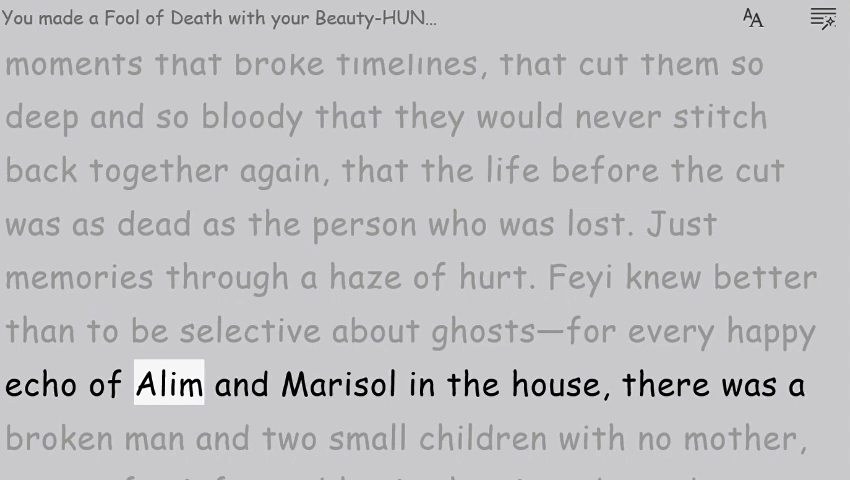 You made a Fool of Death with your Beauty-HUN...
AA
moments that broke timelines, that cut them so
deep and so bloody that they would never stitch
back together again, that the life before the cut
was as dead as the person who was lost. Just
memories through a haze of hurt. Feyi knew better
than to be selective about ghosts—for every happy
echo of Alim and Marisol in the house, there was a
broken man and two small children with no mother,